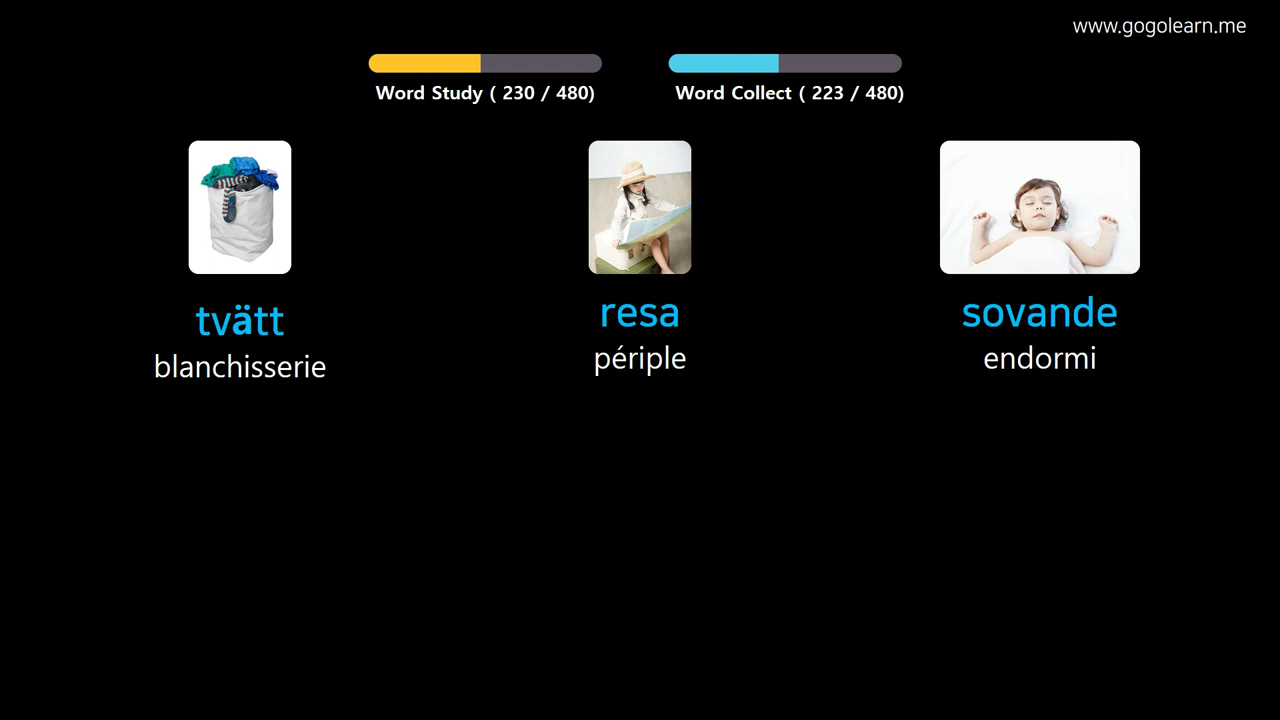 www.gogolearn.me
Word Study ( 230 / 480)
Word Collect ( 223 / 480)
tvätt
blanchisserie
resa
périple
sovande
endormi